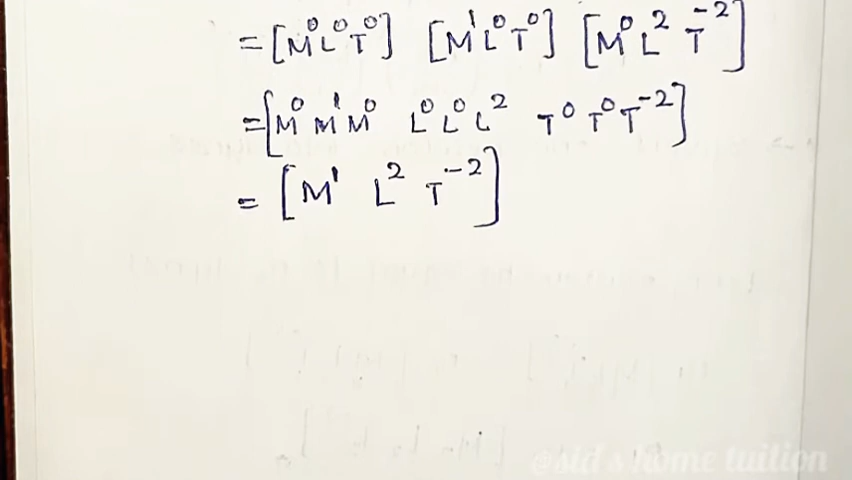 = [M⁰L⁰T⁰] [M¹L⁰T⁰] [M⁰L²T⁻²]
= [M⁰M¹M⁰ L⁰L⁰L² T⁰T⁰T⁻²]
= [M¹ L² T⁻²]
@sid's home tuition